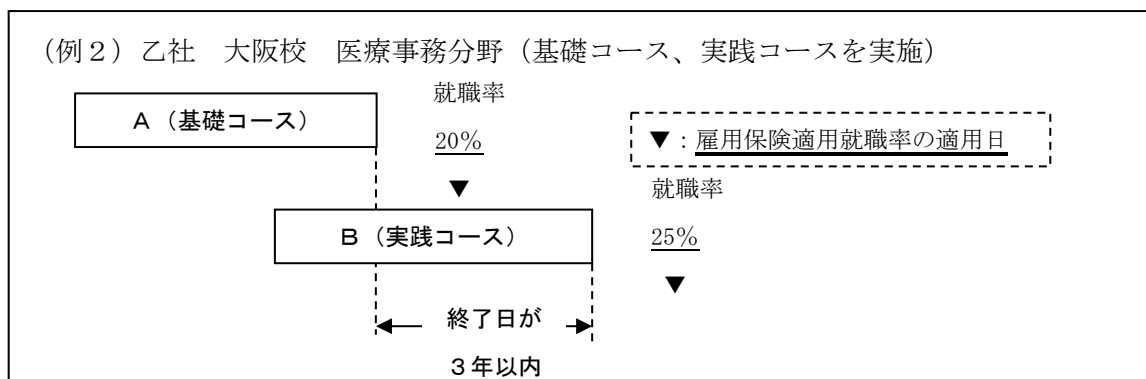 （例２）乙社　大阪校　医療事務分野（基礎コース、実践コースを実施）
Ａ（基礎コース）
就職率
20％
▼
▼：雇用保険適用就職率の適用日
就職率
25％
▼
Ｂ（実践コース）
終了日が
３年以内